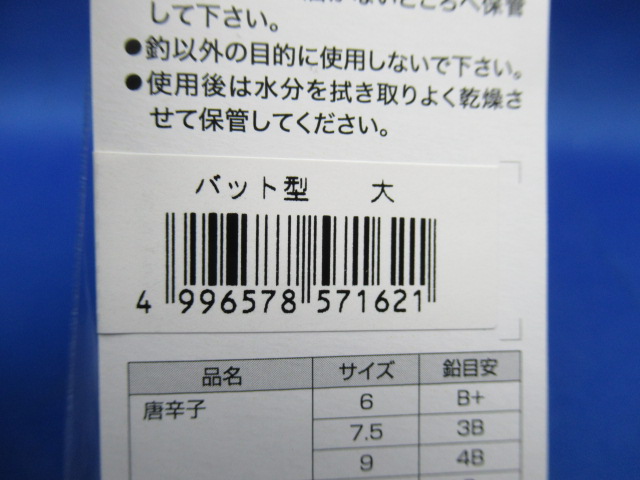 して下さい。
●釣以外の目的に使用しないで下さい。
●使用後は水分を拭き取りよく乾燥さ
せて保管してください。
バット型 大
4 996578 571621
品名 サイズ 鉛目安
唐辛子 6 B+
7.5 3B
9 4B